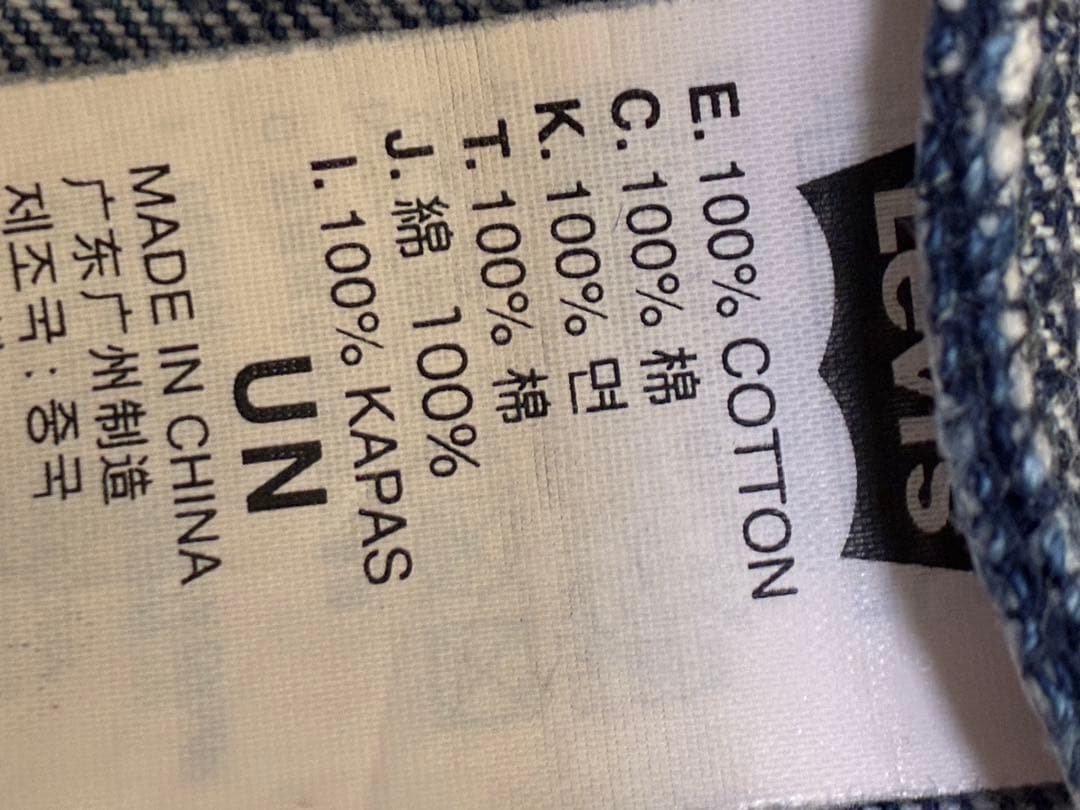 Levi's
E. 100% COTTON
C. 100% 棉
K. 100% 면
T. 100% 棉
J. 綿 100%
I. 100% KAPAS
UN
MADE IN CHINA
广东广州制造
제조국 : 중국